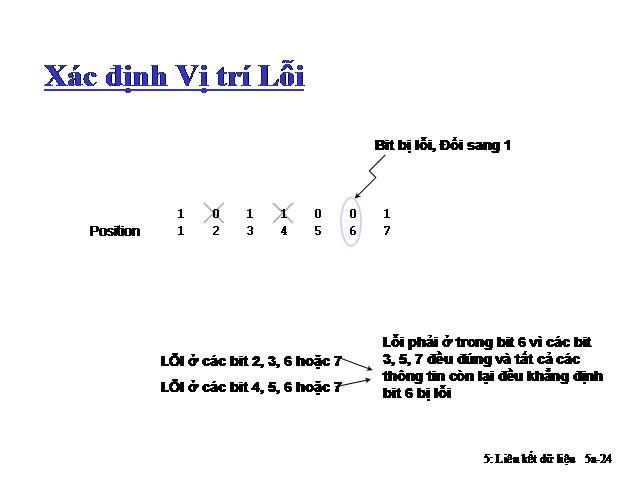 Xác định Vị trí Lỗi
Bit bị lỗi, Đổi sang 1
1 0 1 1 0 0 1
Position 1 2 3 4 5 6 7
LỖI ở các bit 2, 3, 6 hoặc 7
LỖI ở các bit 4, 5, 6 hoặc 7
Lỗi phải ở trong bit 6 vì các bit
3, 5, 7 đều đúng và tất cả các
thông tin còn lại đều khẳng định
bit 6 bị lỗi
5: Liên kết dữ liệu 5a-24